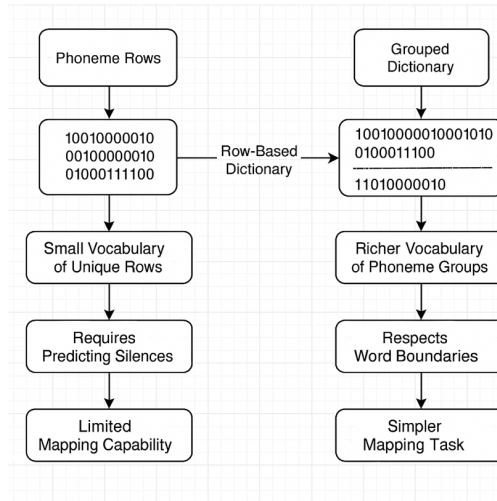 Phoneme Rows
10010000010
00100000010
01000111100
Small Vocabulary
of Unique Rows
Requires
Predicting Silences
Limited
Mapping Capability
Row-Based
Dictionary
Grouped
Dictionary
10010000010001010
0100011100
11010000010
Richer Vocabulary
of Phoneme Groups
Respects
Word Boundaries
Simpler
Mapping Task